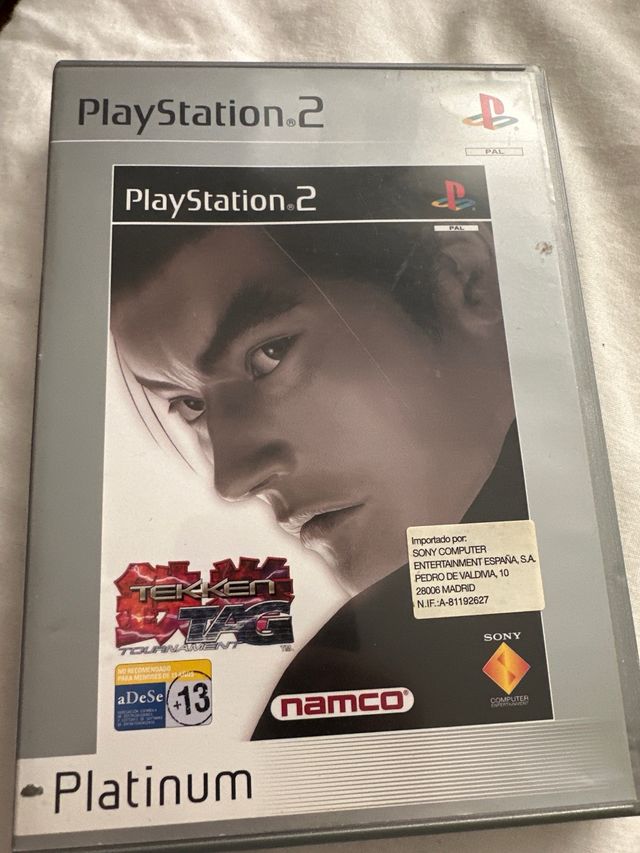 PlayStation®2
PAL
PlayStation®2
PAL
Importado por:
SONY COMPUTER
ENTERTAINMENT ESPAÑA, S.A.
PEDRO DE VALDIVIA, 10
28006 MADRID
N.I.F.:A-81192627
TEKKEN
TAG
TOURNAMENT™
NO RECOMENDADO
PARA MENORES DE 13 AÑOS
aDeSe
+13
namco®
SONY
COMPUTER
ENTERTAINMENT
Platinum